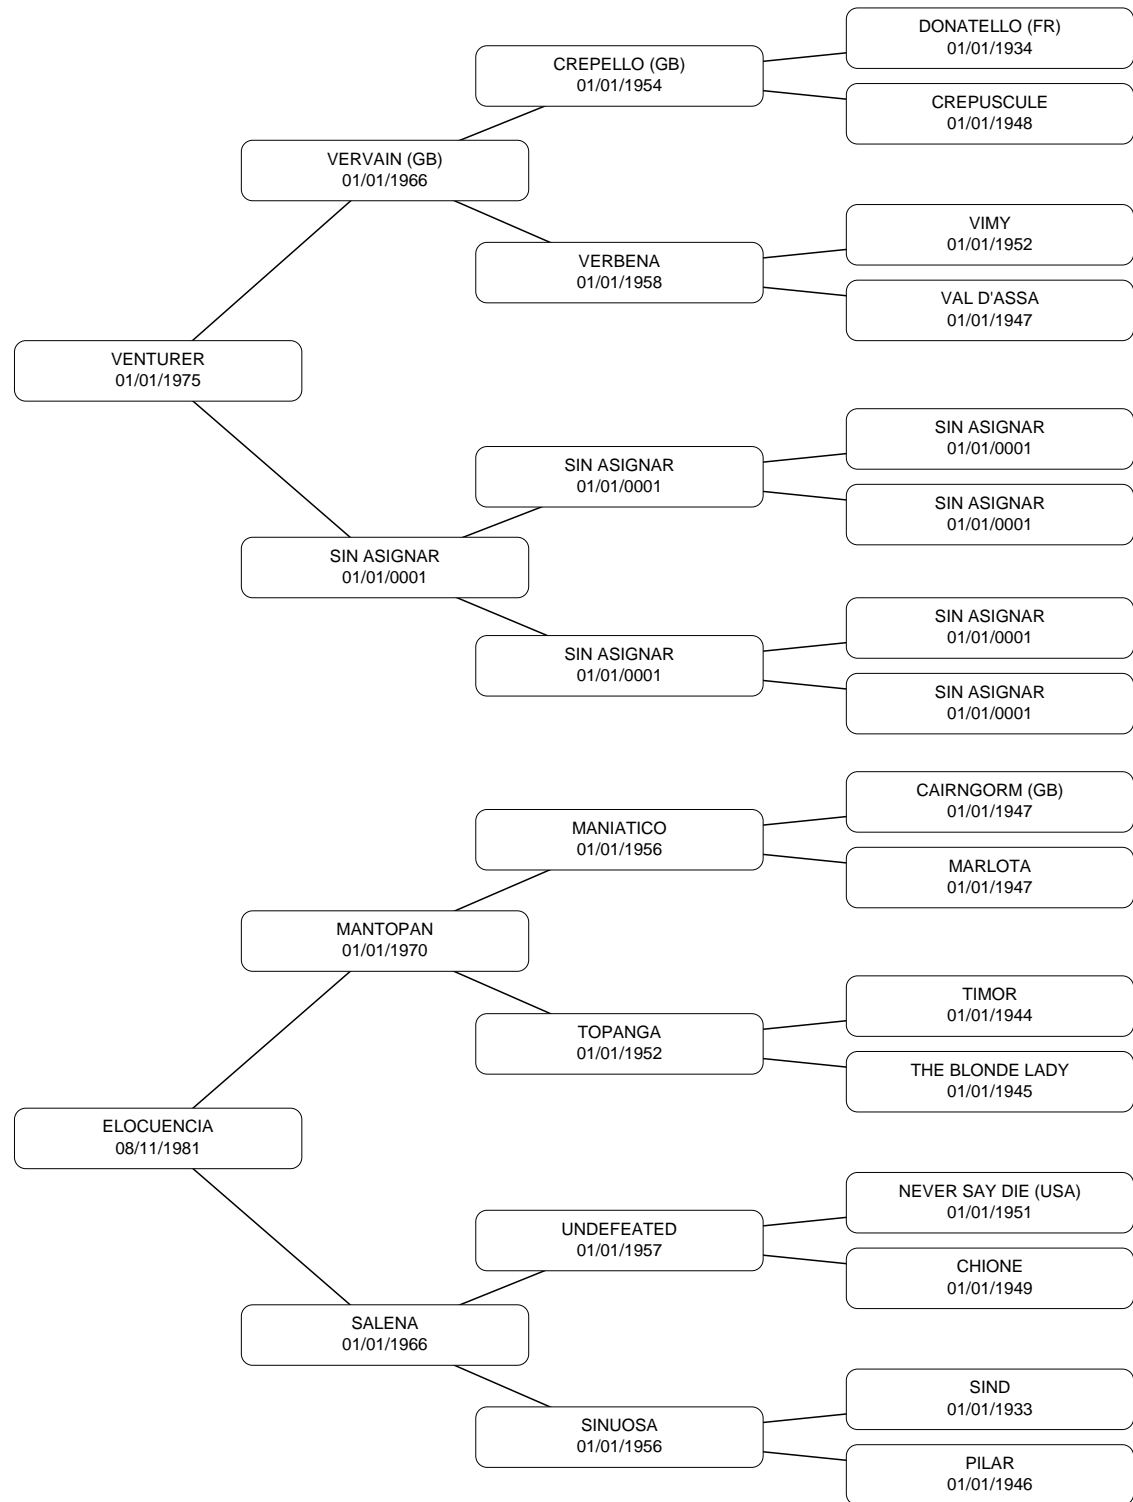 DONATELLO (FR)
01/01/1934
CREPELLO (GB)
01/01/1954
CREPUSCULE
01/01/1948
VERVAIN (GB)
01/01/1966
VIMY
01/01/1952
VERBENA
01/01/1958
VAL D'ASSA
01/01/1947
VENTURER
01/01/1975
SIN ASIGNAR
01/01/0001
SIN ASIGNAR
01/01/0001
SIN ASIGNAR
01/01/0001
SIN ASIGNAR
01/01/0001
SIN ASIGNAR
01/01/0001
SIN ASIGNAR
01/01/0001
SIN ASIGNAR
01/01/0001
CAIRNGORM (GB)
01/01/1947
MANIATICO
01/01/1956
MARLOTA
01/01/1947
MANTOPAN
01/01/1970
TIMOR
01/01/1944
TOPANGA
01/01/1952
THE BLONDE LADY
01/01/1945
ELOCUENCIA
08/11/1981
NEVER SAY DIE (USA)
01/01/1951
UNDEFEATED
01/01/1957
CHIONE
01/01/1949
SALENA
01/01/1966
SIND
01/01/1933
SINUOSA
01/01/1956
PILAR
01/01/1946